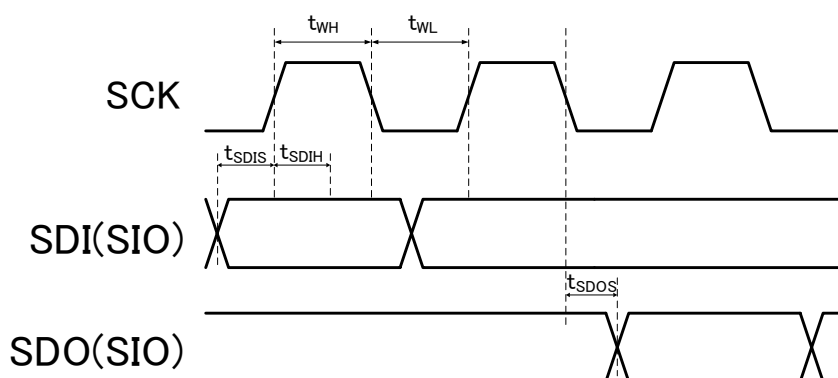 tWH tWL
SCK
tSDIS tSDIH
SDI(SIO)
tSDOS
SDO(SIO)